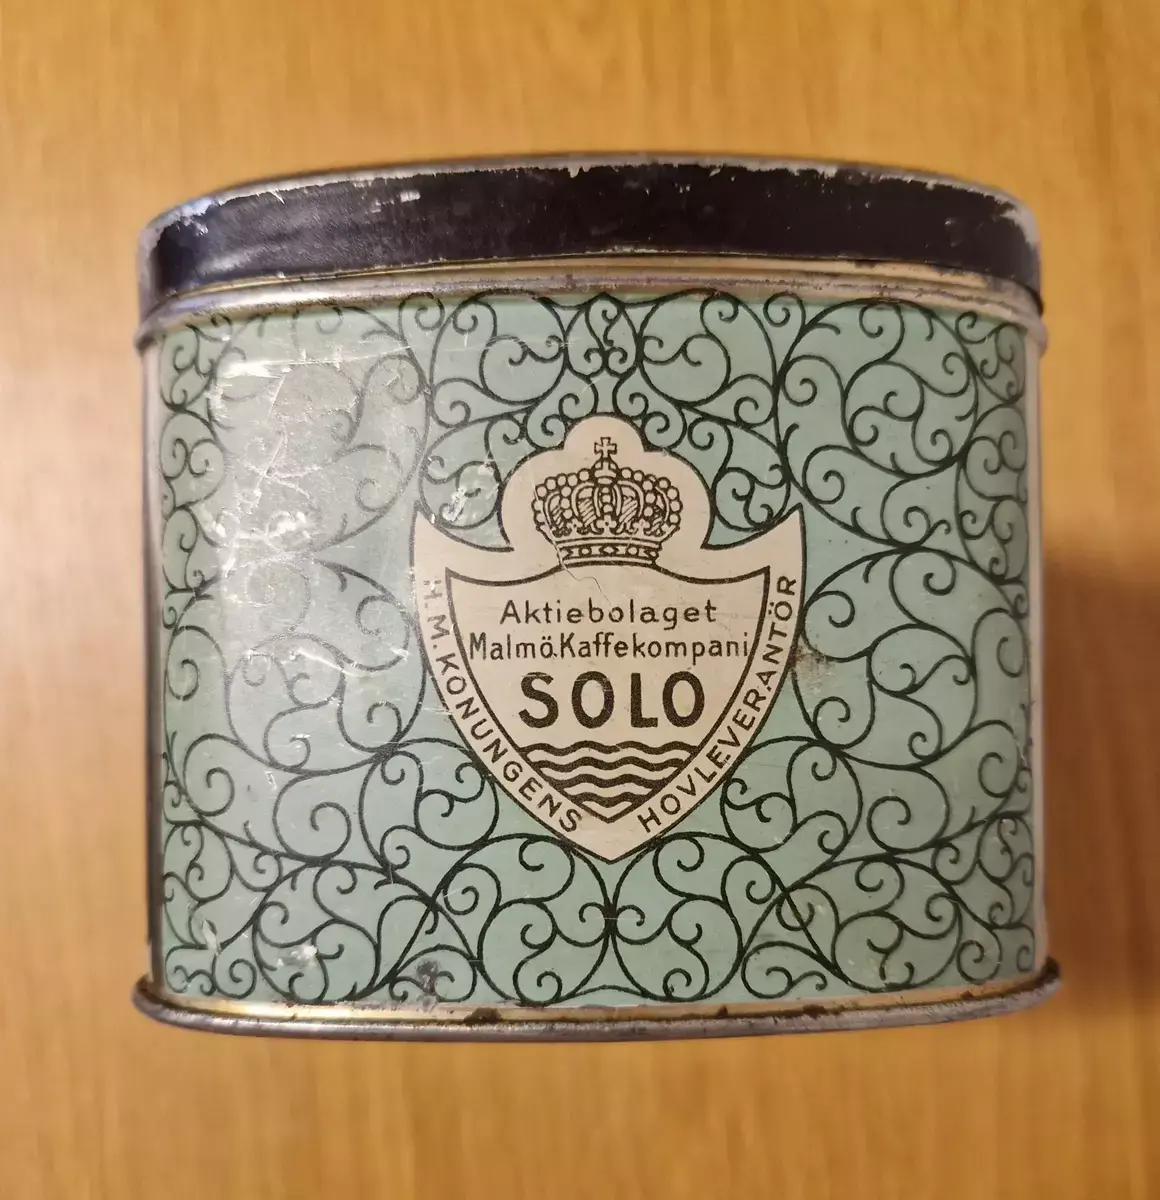 Aktiebolaget
Malmö Kaffekompani
SOLO
H.M. KONUNGENS HOVLEVERANTÖR